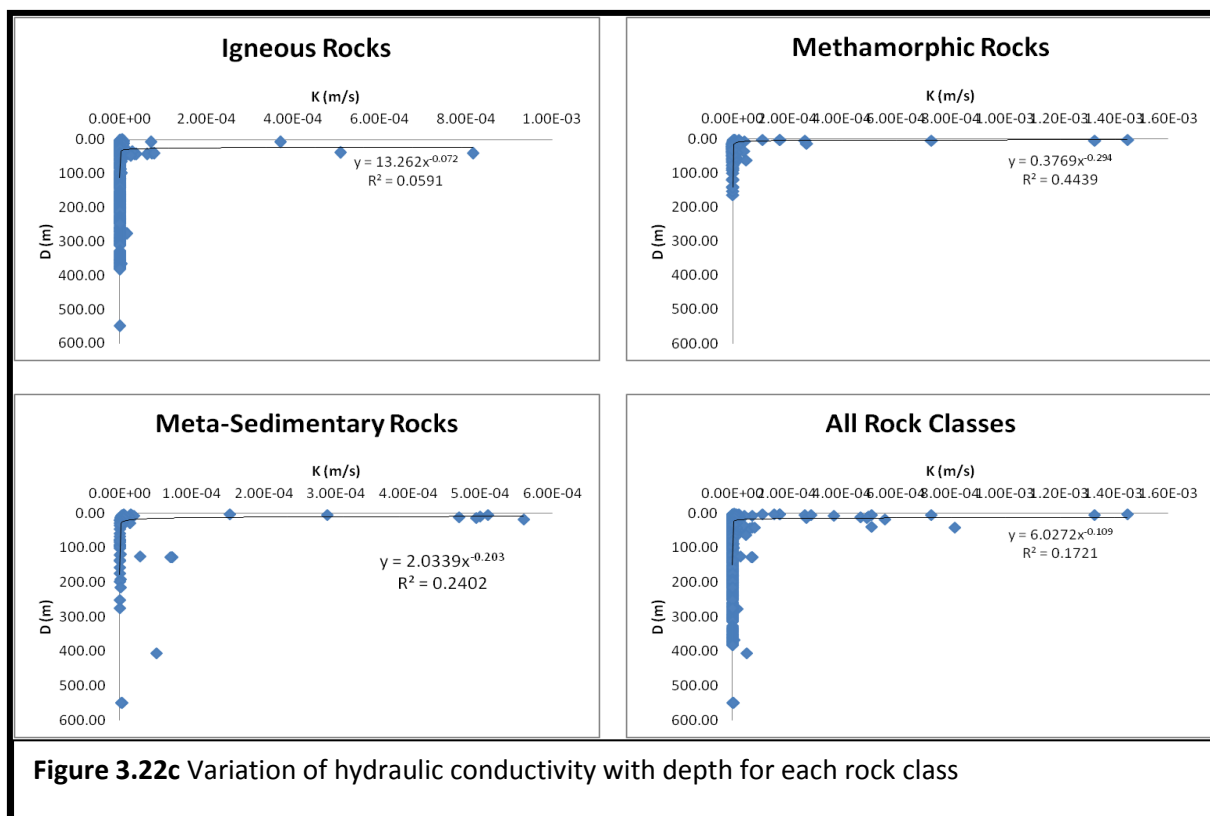 Igneous Rocks
K (m/s)
0.00E+00 2.00E-04 4.00E-04 6.00E-04 8.00E-04 1.00E-03
0.00
100.00
200.00
300.00
400.00
500.00
600.00
D (m)
y = 13.262x^-0.072
R² = 0.0591
Methamorphic Rocks
K (m/s)
0.00E+00 2.00E-04 4.00E-04 6.00E-04 8.00E-04 1.00E-03 1.20E-03 1.40E-03 1.60E-03
0.00
100.00
200.00
300.00
400.00
500.00
600.00
D (m)
y = 0.3769x^-0.294
R² = 0.4439
Meta-Sedimentary Rocks
K (m/s)
0.00E+00 1.00E-04 2.00E-04 3.00E-04 4.00E-04 5.00E-04 6.00E-04
0.00
100.00
200.00
300.00
400.00
500.00
600.00
D (m)
y = 2.0339x^-0.203
R² = 0.2402
All Rock Classes
K (m/s)
0.00E+00 2.00E-04 4.00E-04 6.00E-04 8.00E-04 1.00E-03 1.20E-03 1.40E-03 1.60E-03
0.00
100.00
200.00
300.00
400.00
500.00
600.00
D (m)
y = 6.0272x^-0.109
R² = 0.1721
Figure 3.22c Variation of hydraulic conductivity with depth for each rock class